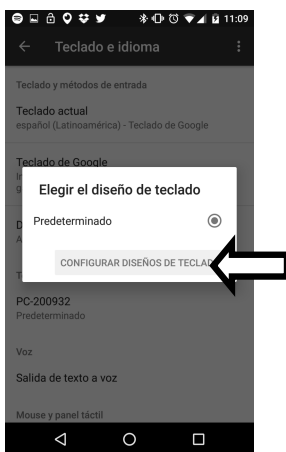 11:09
Teclado e idioma
Teclado y métodos de entrada
Teclado actual
español (Latinoamérica) - Teclado de Google
Teclado de Google
Elegir el diseño de teclado
Predeterminado
CONFIGURAR DISEÑOS DE
PC-200932
Predeterminado
Voz
Salida de texto a voz
Mouse y panel táctil